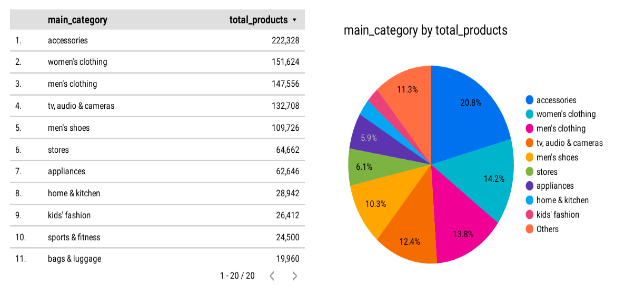 main_category total_products
1. accessories 222,328
2. women's clothing 151,624
3. men's clothing 147,556
4. tv, audio & cameras 132,708
5. men's shoes 109,726
6. stores 64,662
7. appliances 62,646
8. home & kitchen 28,942
9. kids' fashion 26,412
10. sports & fitness 24,500
11. bags & luggage 19,960
1 - 20 / 20
main_category by total_products
11.3%
20.8%
5.9%
6.1%
14.2%
10.3%
12.4%
13.8%
accessories
women's clothing
men's clothing
tv, audio & cameras
men's shoes
stores
appliances
home & kitchen
kids' fashion
Others